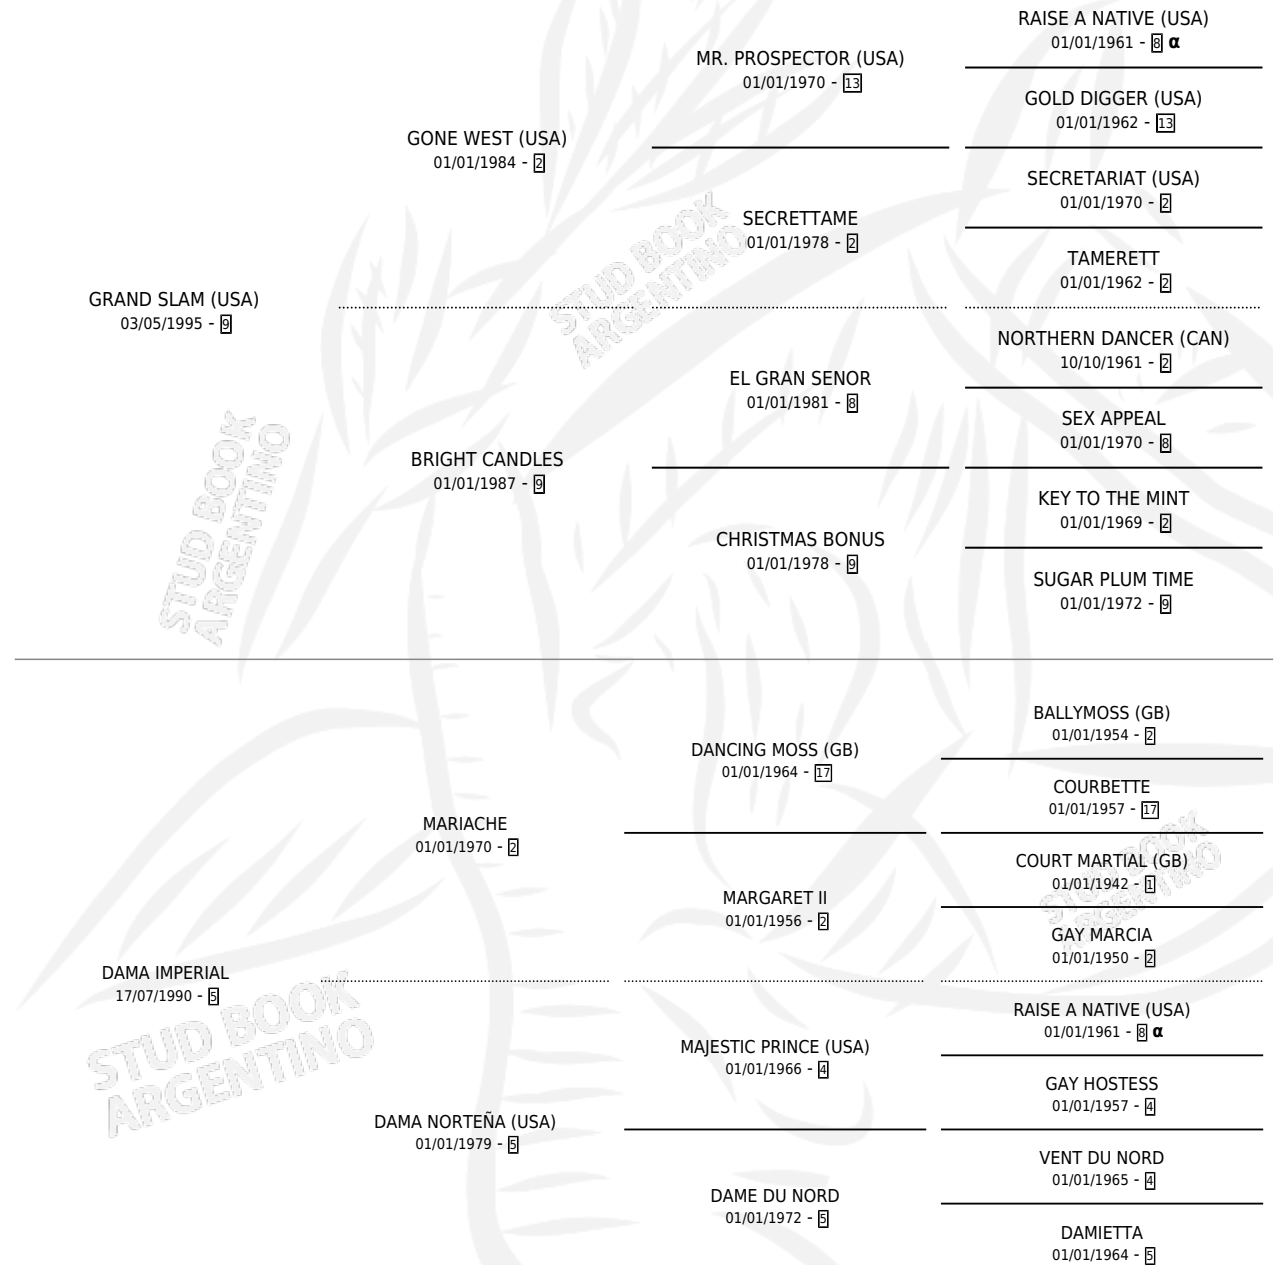 RAISE A NATIVE (USA)
01/01/1961 - 8 α
MR. PROSPECTOR (USA)
01/01/1970 - 13
GOLD DIGGER (USA)
01/01/1962 - 13
GONE WEST (USA)
01/01/1984 - 2
SECRETARIAT (USA)
01/01/1970 - 2
SECRETTAME
01/01/1978 - 2
TAMERETT
01/01/1962 - 2
GRAND SLAM (USA)
03/05/1995 - 9
NORTHERN DANCER (CAN)
10/10/1961 - 2
EL GRAN SENOR
01/01/1981 - 8
SEX APPEAL
01/01/1970 - 8
BRIGHT CANDLES
01/01/1987 - 9
KEY TO THE MINT
01/01/1969 - 2
CHRISTMAS BONUS
01/01/1978 - 9
SUGAR PLUM TIME
01/01/1972 - 9
BALLYMOSS (GB)
01/01/1954 - 2
DANCING MOSS (GB)
01/01/1964 - 17
COURBETTE
01/01/1957 - 17
MARIACHE
01/01/1970 - 2
COURT MARTIAL (GB)
01/01/1942 - 1
MARGARET II
01/01/1956 - 2
GAY MARCIA
01/01/1950 - 2
DAMA IMPERIAL
17/07/1990 - 5
RAISE A NATIVE (USA)
01/01/1961 - 8 α
MAJESTIC PRINCE (USA)
01/01/1966 - 4
GAY HOSTESS
01/01/1957 - 4
DAMA NORTEÑA (USA)
01/01/1979 - 5
VENT DU NORD
01/01/1965 - 4
DAME DU NORD
01/01/1972 - 5
DAMIETTA
01/01/1964 - 5
STUD BOOK
ARGENTINO
STUD BOOK
ARGENTINO
STUD BOOK
ARGENTINO
STUD BOOK
ARGENTINO